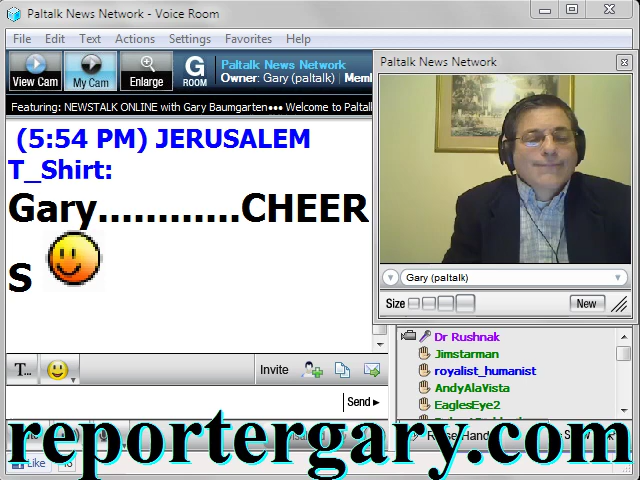 Paltalk News Network - Voice Room
File Edit Text Actions Settings Favorites Help
View Cam
My Cam
Enlarge
G
ROOM
Paltalk News Network
Owner: Gary (paltalk) |
Featuring: NEWSTALK ONLINE with Gary Baumgarten●●● Welcome to Paltal
Paltalk News Network
(5:54 PM) JERUSALEM
T_Shirt:
Gary............CHEER
S
Gary (paltalk)
Size
New
T...
Invite
Send
Dr Rushnak
Jimstarman
royalist_humanist
AndyAlaVista
EaglesEye2
reportergary.com
Like